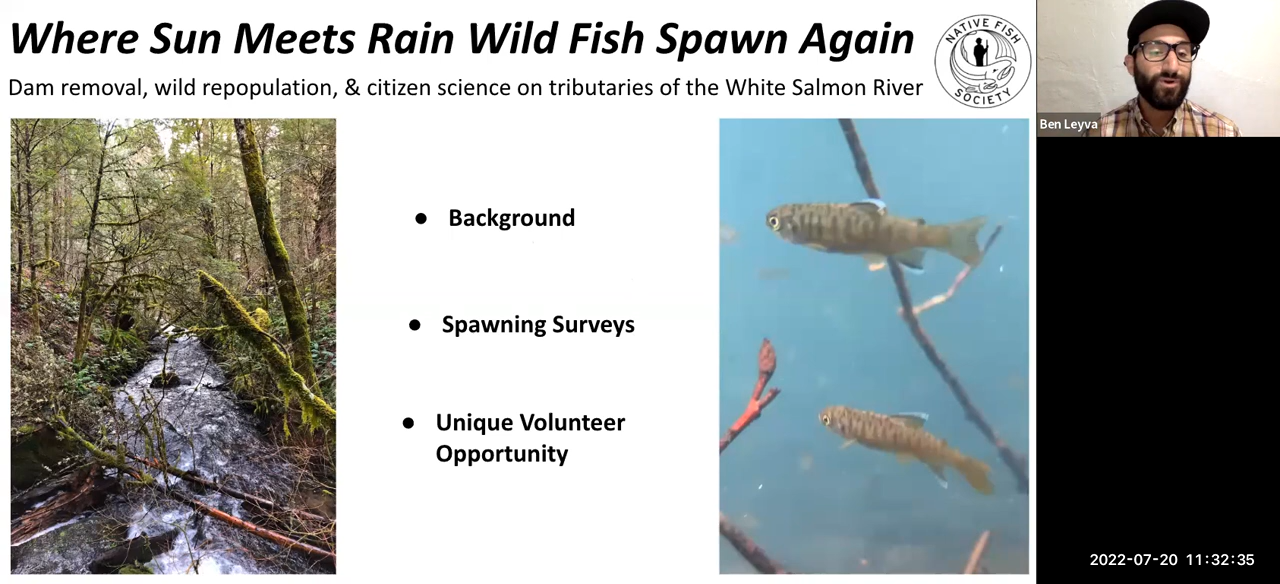 Where Sun Meets Rain Wild Fish Spawn Again
Dam removal, wild repopulation, & citizen science on tributaries of the White Salmon River
NATIVE FISH
SOCIETY
Ben Leyva
● Background
● Spawning Surveys
● Unique Volunteer
Opportunity
2022-07-20 11:32:35